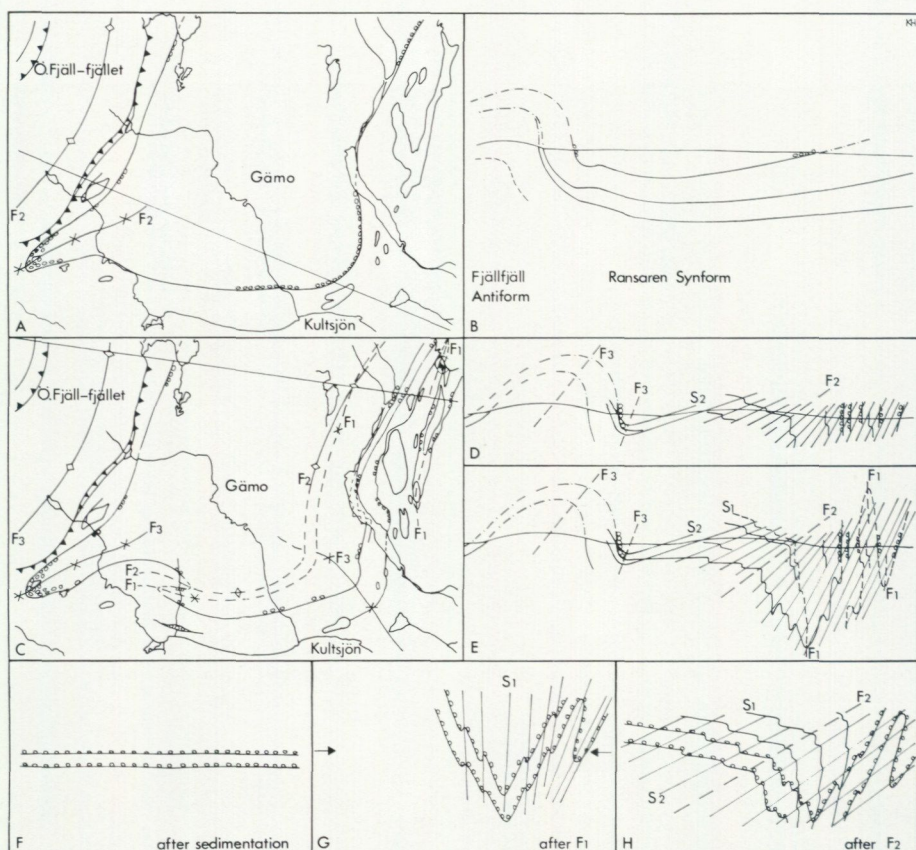 Ö.Fjäll-fjället
F2
F2
Gämo
Kultsjön
A
KH
Fjällfjäll
Antiform
Ransaren Synform
B
Ö.Fjäll-fjället
F3
F3
Gämo
F1
F2
F1
F1
F3
F2
F1
Kultsjön
C
F3
F3
S2
F2
D
F3
F3
S2
S1
F2
F1
F1
F1
E
F
after sedimentation
S1
G
after F1
S1
F2
S2
H
after F2